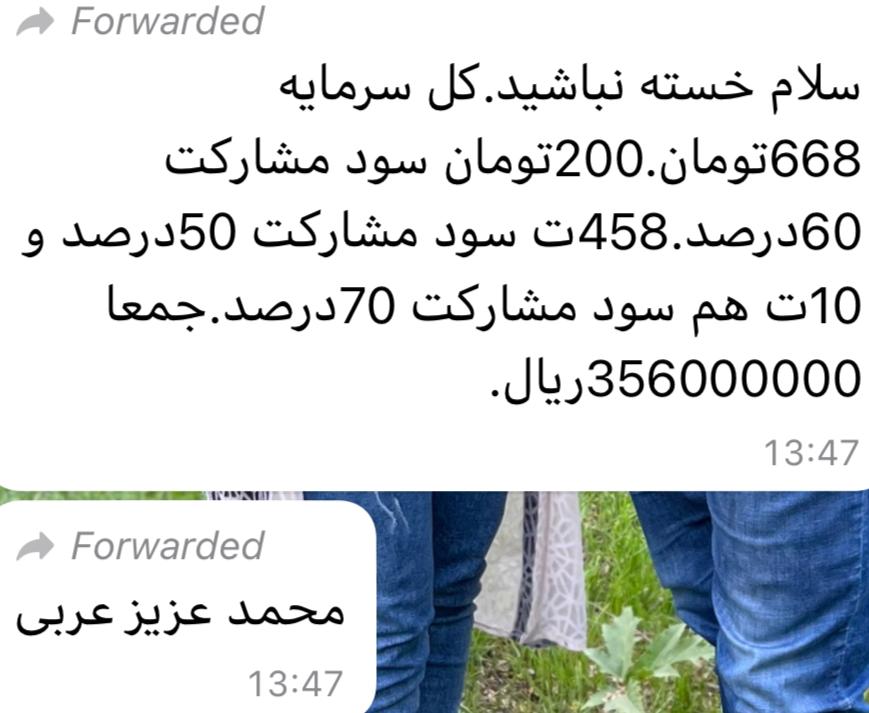 Forwarded
سلام خسته نباشید.کل سرمایه
668تومان.200تومان سود مشارکت
60درصد.458ت سود مشارکت 50درصد و
10ت هم سود مشارکت 70درصد.جمعا
356000000ریال.
13:47
Forwarded
محمد عزیز عربی
13:47